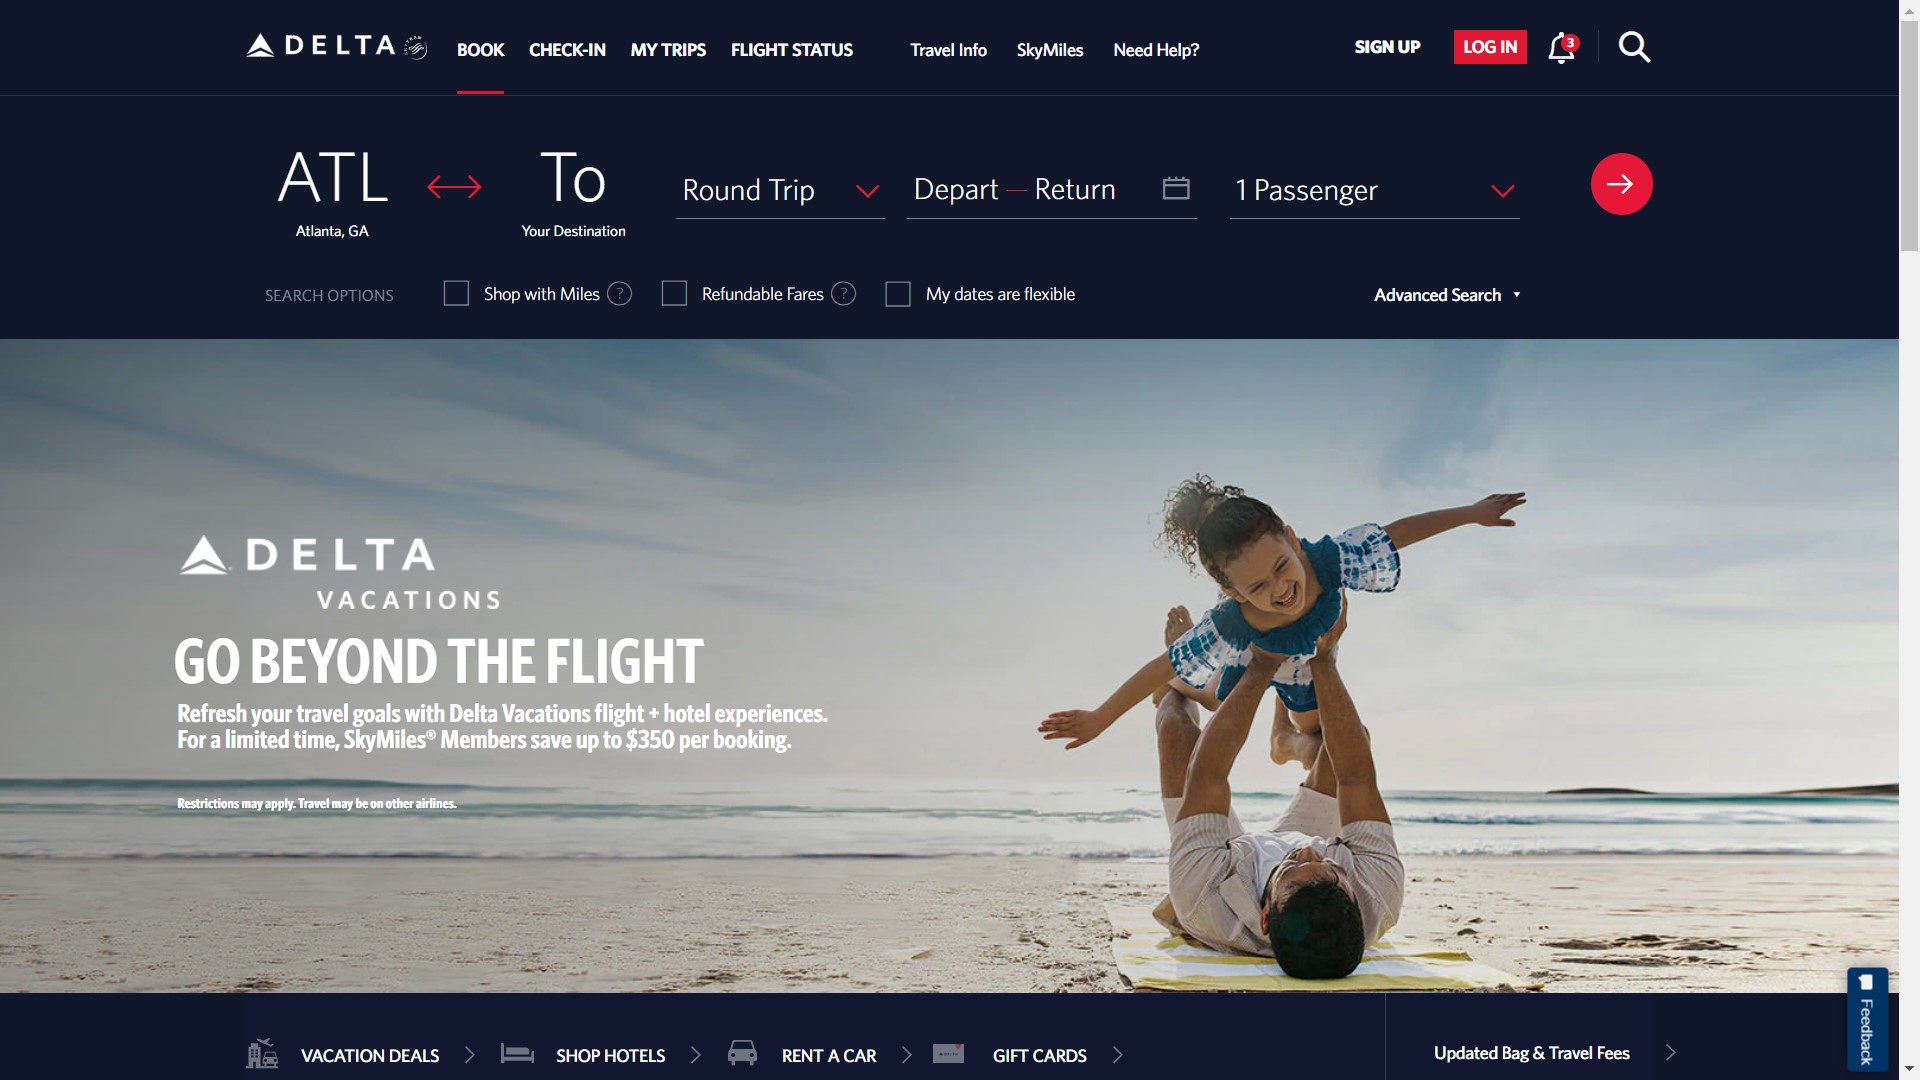 DELTA
BOOK
CHECK-IN
MY TRIPS
FLIGHT STATUS
Travel Info
SkyMiles
Need Help?
SIGN UP
LOG IN
3
ATL
Atlanta, GA
To
Your Destination
Round Trip
Depart — Return
1 Passenger
SEARCH OPTIONS
Shop with Miles ?
Refundable Fares ?
My dates are flexible
Advanced Search
DELTA
VACATIONS
GO BEYOND THE FLIGHT
Refresh your travel goals with Delta Vacations flight + hotel experiences.
For a limited time, SkyMiles® Members save up to $350 per booking.
Restrictions may apply. Travel may be on other airlines.
VACATION DEALS
SHOP HOTELS
RENT A CAR
GIFT CARDS
Updated Bag & Travel Fees
Feedback